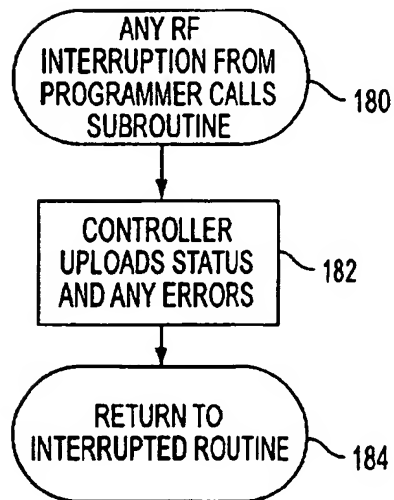 ANY RF
INTERRUPTION FROM
PROGRAMMER CALLS
SUBROUTINE
180
CONTROLLER
UPLOADS STATUS
AND ANY ERRORS
182
RETURN TO
INTERRUPTED ROUTINE
184